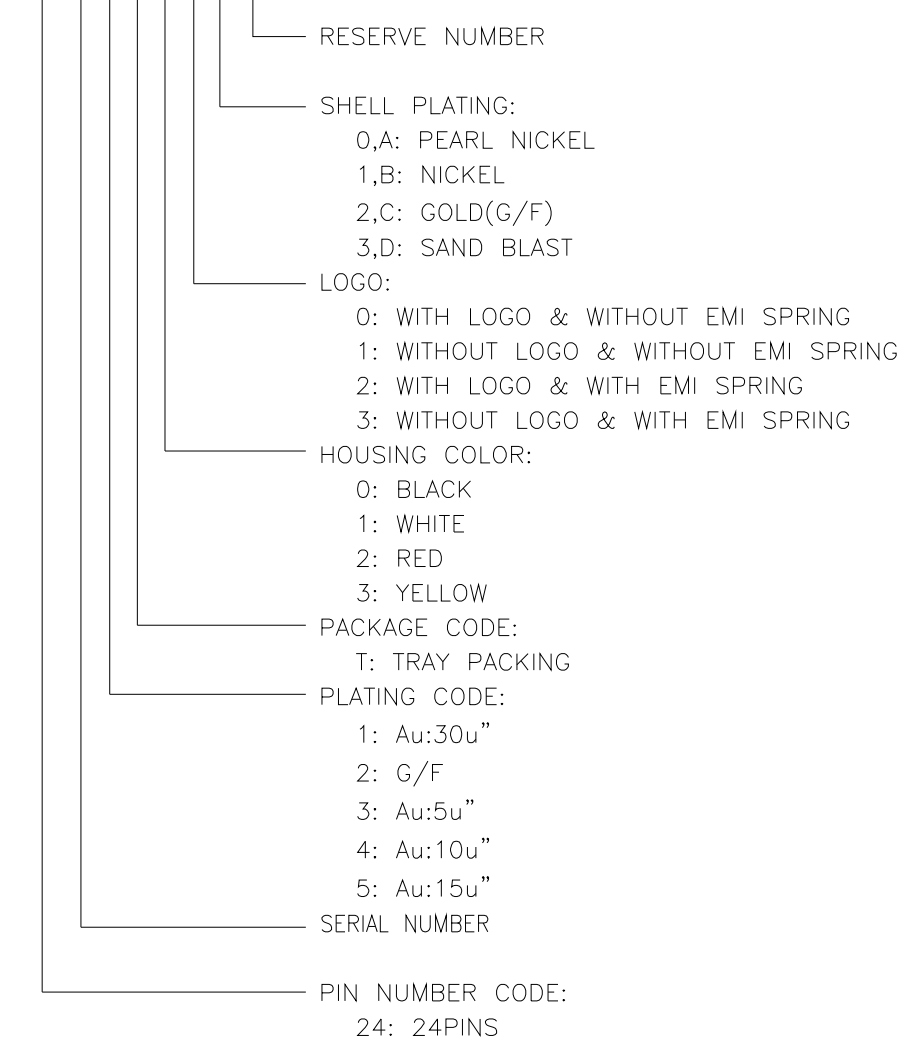 RESERVE NUMBER
SHELL PLATING:
0,A: PEARL NICKEL
1,B: NICKEL
2,C: GOLD(G/F)
3,D: SAND BLAST
LOGO:
0: WITH LOGO & WITHOUT EMI SPRING
1: WITHOUT LOGO & WITHOUT EMI SPRING
2: WITH LOGO & WITH EMI SPRING
3: WITHOUT LOGO & WITH EMI SPRING
HOUSING COLOR:
0: BLACK
1: WHITE
2: RED
3: YELLOW
PACKAGE CODE:
T: TRAY PACKING
PLATING CODE:
1: Au:30u”
2: G/F
3: Au:5u”
4: Au:10u”
5: Au:15u”
SERIAL NUMBER
PIN NUMBER CODE:
24: 24PINS